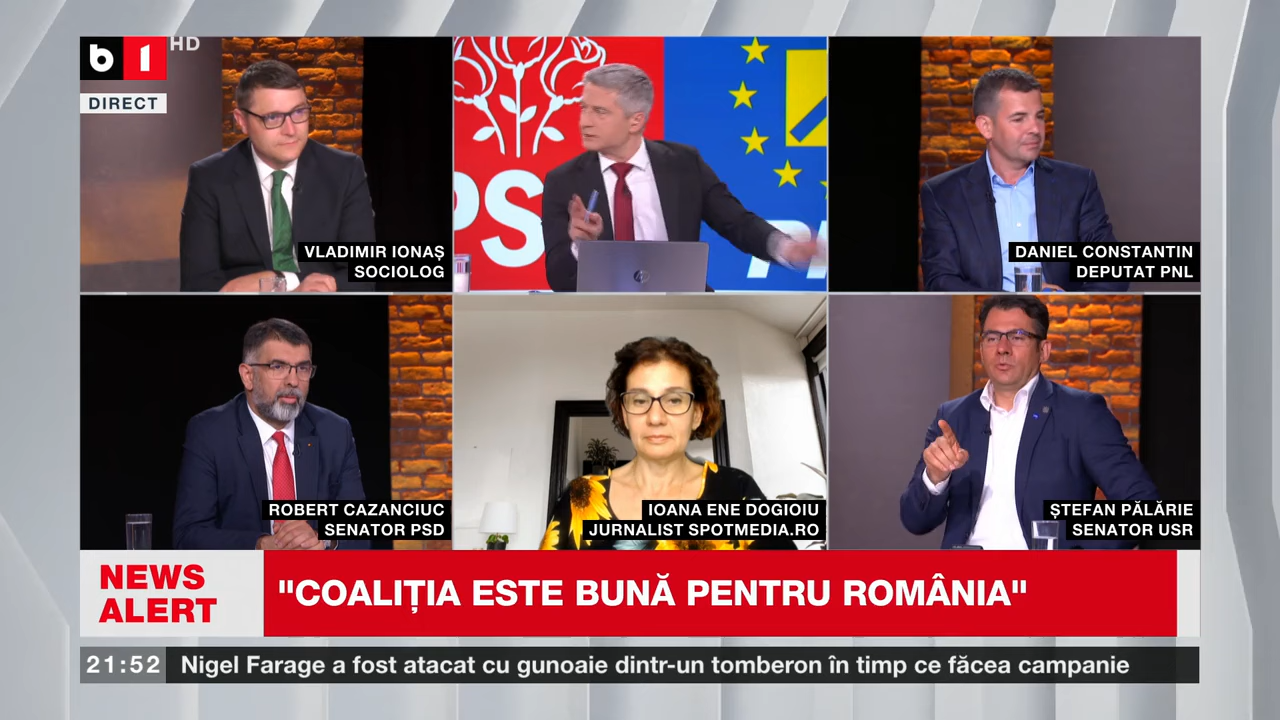 b1 HD
DIRECT
VLADIMIR IONAȘ
SOCIOLOG
PS
DANIEL CONSTANTIN
DEPUTAT PNL
ROBERT CAZANCIUC
SENATOR PSD
IOANA ENE DOGIOIU
JURNALIST SPOTMEDIA.RO
ȘTEFAN PĂLĂRIE
SENATOR USR
NEWS
ALERT
"COALIȚIA ESTE BUNĂ PENTRU ROMÂNIA"
21:52 Nigel Farage a fost atacat cu gunoaie dintr-un tomberon în timp ce făcea campanie